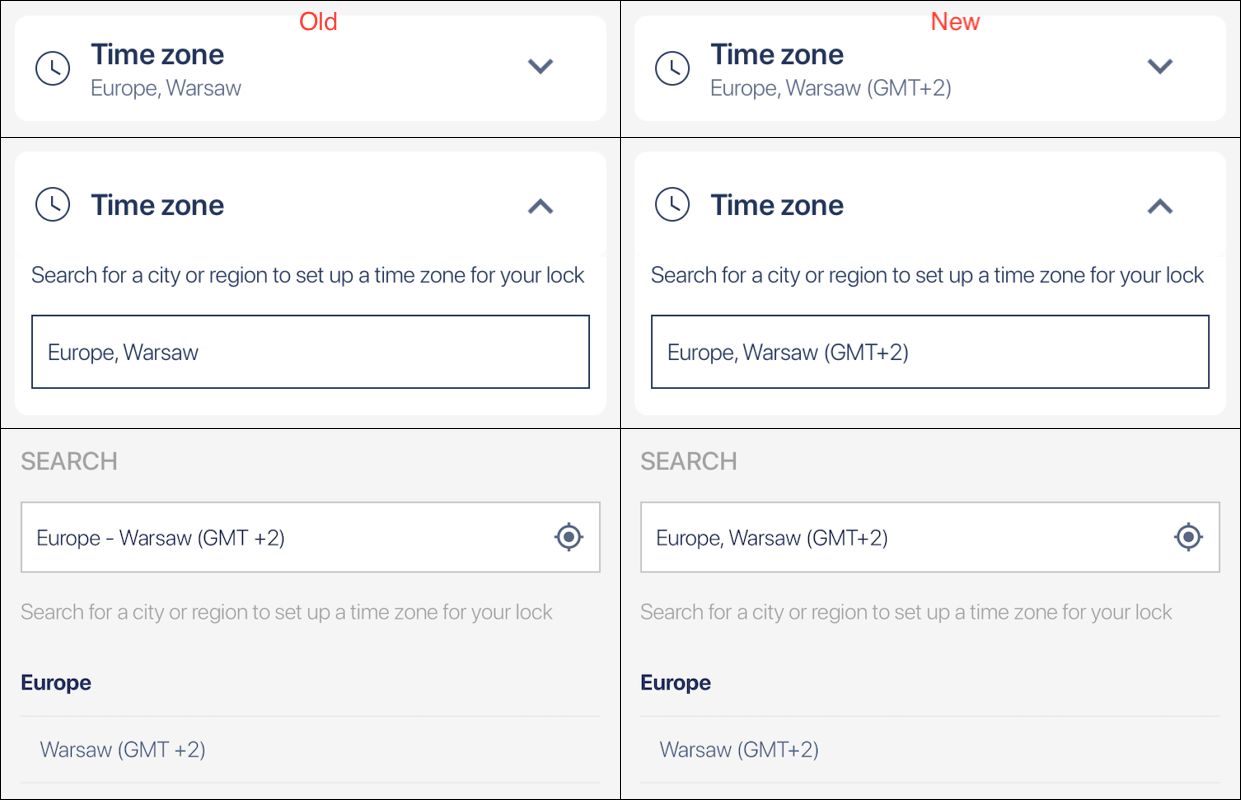 Old
Time zone
Europe, Warsaw
New
Time zone
Europe, Warsaw (GMT+2)
Time zone
Search for a city or region to set up a time zone for your lock
Europe, Warsaw
Time zone
Search for a city or region to set up a time zone for your lock
Europe, Warsaw (GMT+2)
SEARCH
Europe - Warsaw (GMT +2)
Search for a city or region to set up a time zone for your lock
Europe
Warsaw (GMT +2)
SEARCH
Europe, Warsaw (GMT+2)
Search for a city or region to set up a time zone for your lock
Europe
Warsaw (GMT+2)